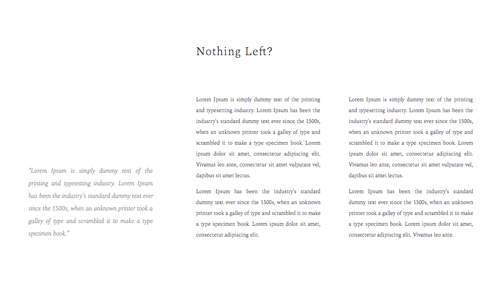 Nothing Left?
"Lorem Ipsum is simply dummy text of the
printing and typesetting industry. Lorem Ipsum
has been the industry's standard dummy text ever
since the 1500s, when an unknown printer took a
galley of type and scrambled it to make a type
specimen book."
Lorem Ipsum is simply dummy text of the printing
and typesetting industry. Lorem Ipsum has been the
industry's standard dummy text ever since the 1500s,
when an unknown printer took a galley of type and
scrambled it to make a type specimen book. Lorem
ipsum dolor sit amet, consectetur adipiscing elit.
Vivamus leo ante, consectetur sit amet vulputate vel,
dapibus sit amet lectus.
Lorem Ipsum has been the industry's standard
dummy text ever since the 1500s, when an unknown
printer took a galley of type and scrambled it to make
a type specimen book. Lorem ipsum dolor sit amet,
consectetur adipiscing elit.
Lorem Ipsum is simply dummy text of the printing
and typesetting industry. Lorem Ipsum has been the
industry's standard dummy text ever since the 1500s,
when an unknown printer took a galley of type and
scrambled it to make a type specimen book. Lorem
ipsum dolor sit amet, consectetur adipiscing elit.
Vivamus leo ante, consectetur sit amet vulputate vel,
dapibus sit amet lectus.
Lorem Ipsum has been the industry's standard
dummy text ever since the 1500s, when an unknown
printer took a galley of type and scrambled it to make
a type specimen book. Lorem ipsum dolor sit amet,
consectetur adipiscing elit. Vivamus leo ante.